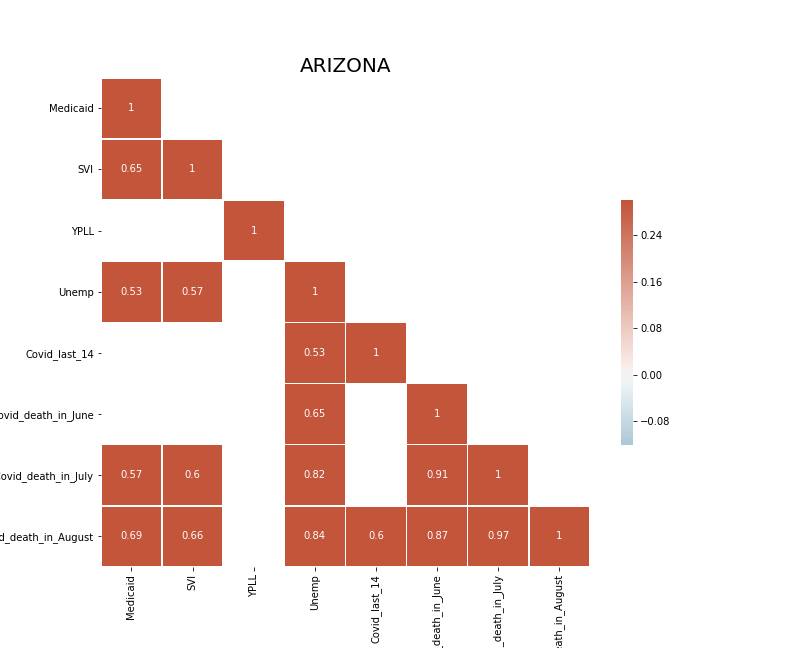 ARIZONA
Medicaid
1
SVI
0.65 1
YPLL
1
0.24
Unemp
0.53 0.57 1
0.16
0.08
Covid_last_14
0.53 1
0.00
ovid_death_in_June
0.65 1
−0.08
Covid_death_in_July
0.57 0.6 0.82 0.91 1
d_death_in_August
0.69 0.66 0.84 0.6 0.87 0.97 1
Medicaid
SVI
YPLL
Unemp
Covid_last_14
_death_in_June
_death_in_July
eath_in_August